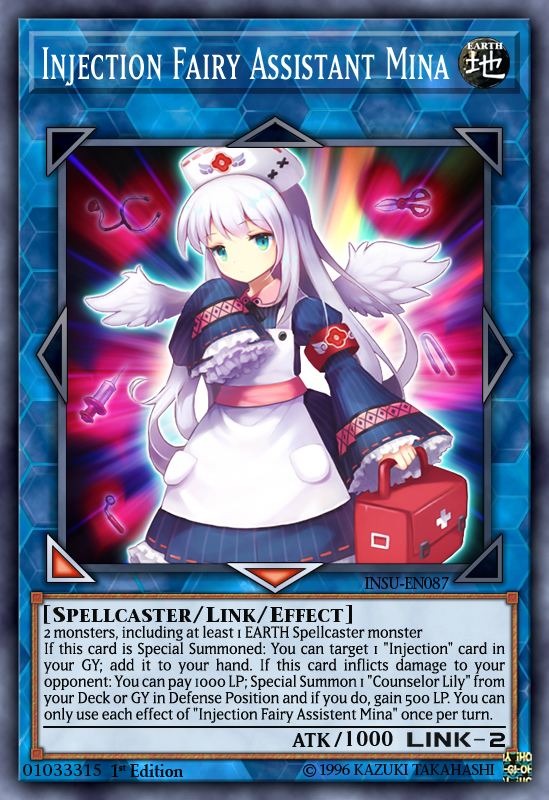 INJECTION FAIRY ASSISTANT MINA
EARTH
地
INSU-EN087
[SPELLCASTER/LINK/EFFECT]
2 monsters, including at least 1 EARTH Spellcaster monster
If this card is Special Summoned: You can target 1 "Injection" card in
your GY; add it to your hand. If this card inflicts damage to your
opponent: You can pay 1000 LP; Special Summon 1 "Counselor Lily" from
your Deck or GY in Defense Position and if you do, gain 500 LP. You can
only use each effect of "Injection Fairy Assistent Mina" once per turn.
ATK/1000 LINK-2
01033315 1st Edition ©1996 KAZUKI TAKAHASHI